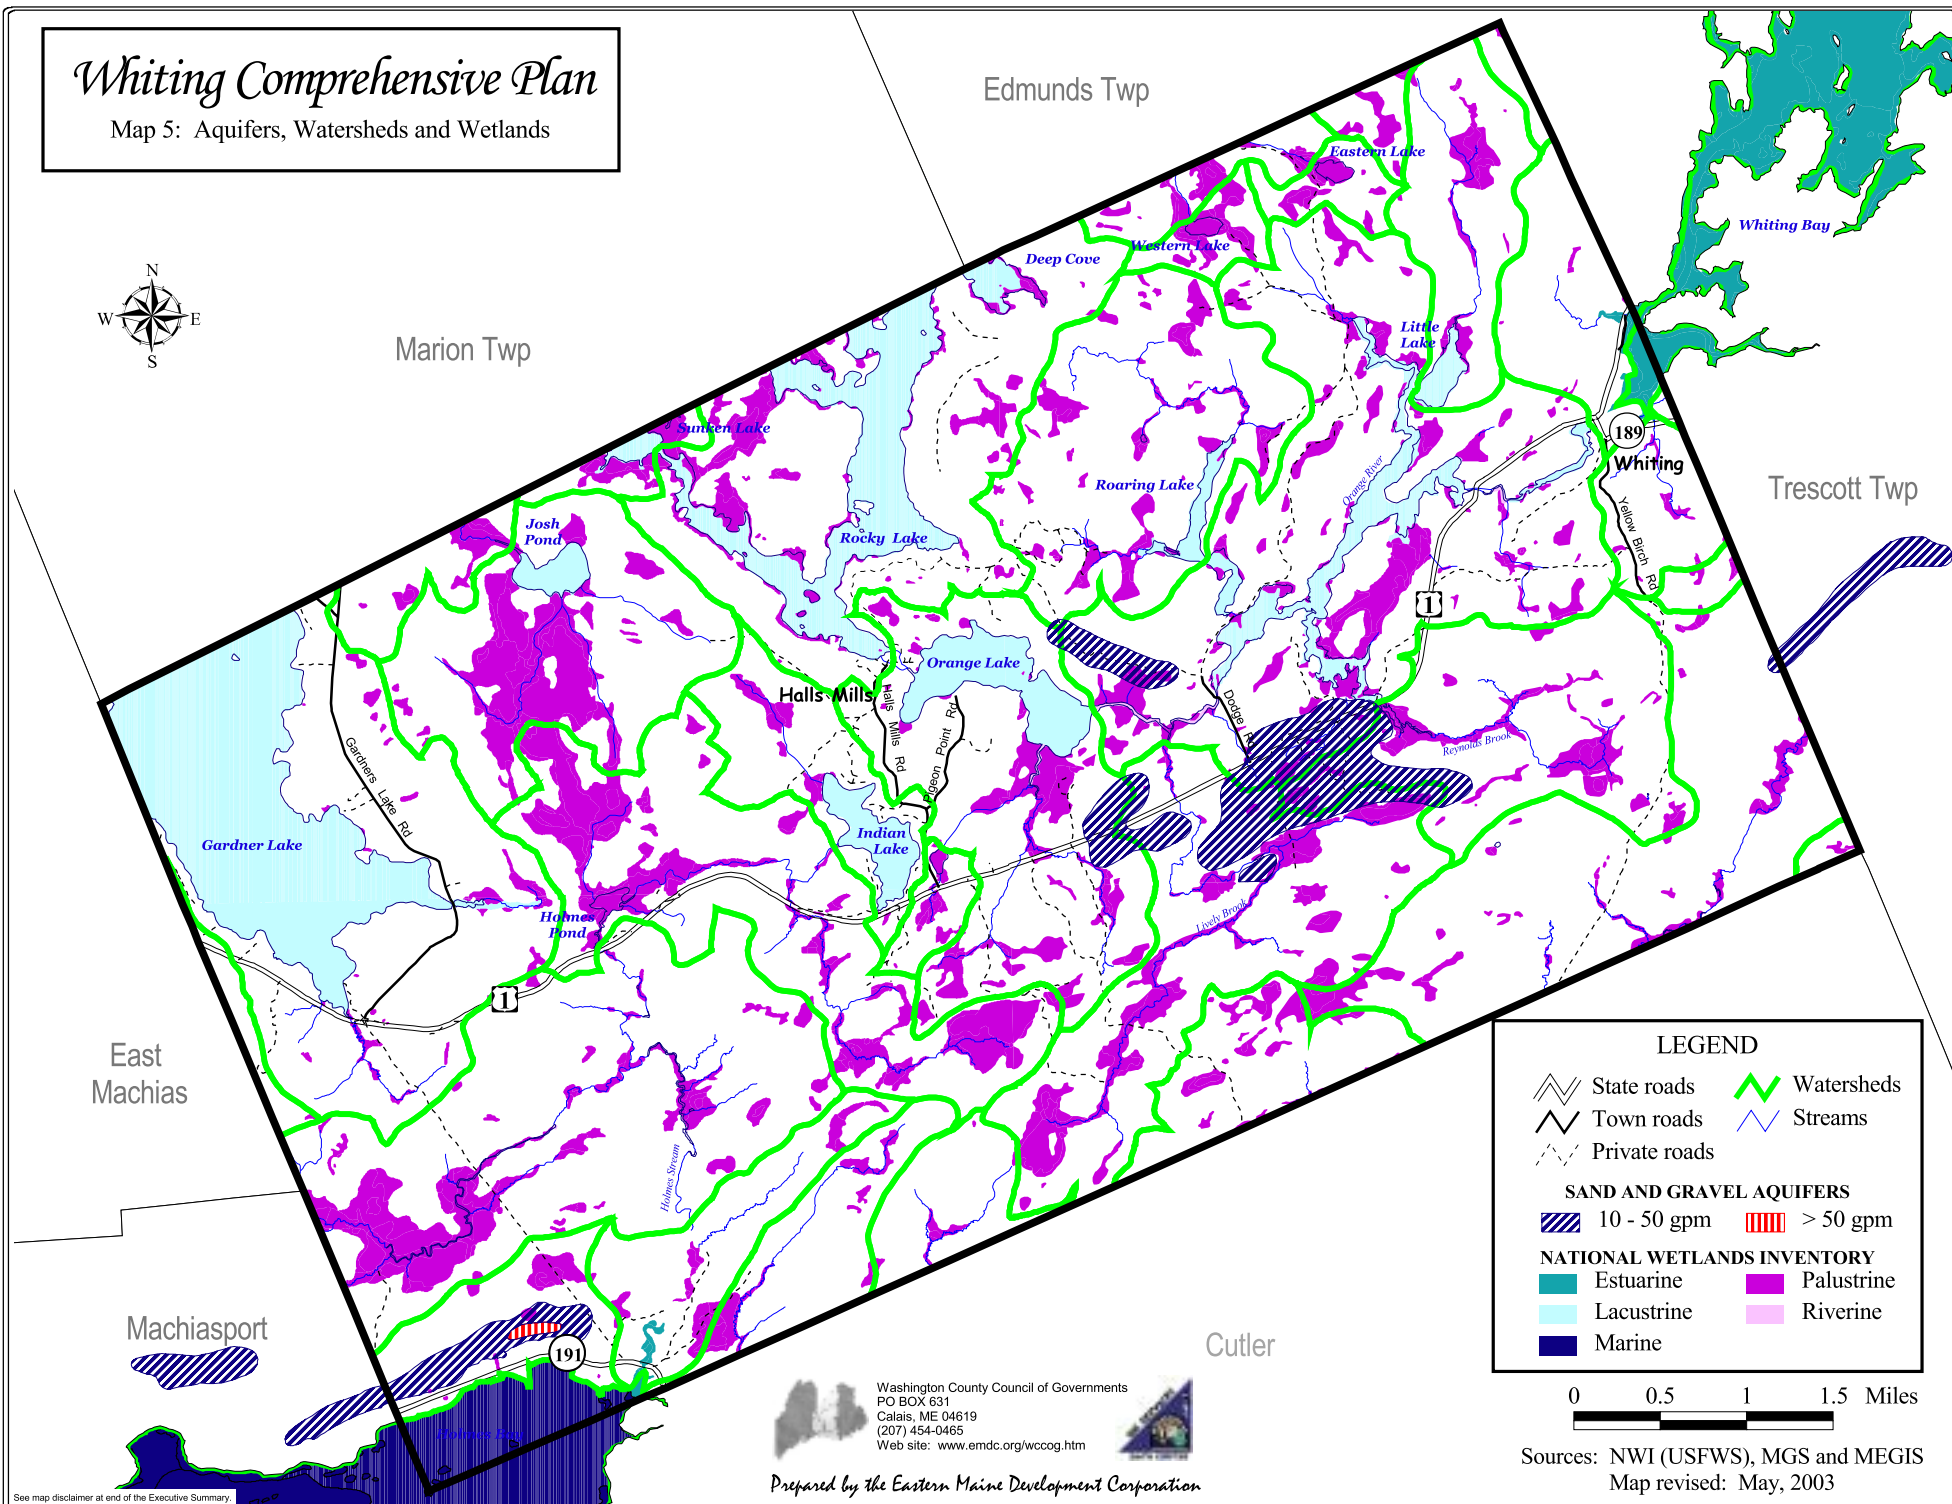 Whiting Comprehensive Plan
Map 5: Aquifers, Watersheds and Wetlands
Edmunds Twp
Eastern Lake
Whiting Bay
Western Lake
Deep Cove
N
W E
S
Marion Twp
Little
Lake
Sunken Lake
189
Whiting
Roaring Lake
Orange River
Trescott Twp
Josh
Pond
Rocky Lake
Yellow Birch Rd
1
Orange Lake
Halls Mills
Halls Mills Rd
Pigeon Point Rd
Dodge Rd
Reynolds Brook
Gardners Lake Rd
Gardner Lake
Indian
Lake
Holmes
Pond
Lively Brook
1
East
Machias
Holmes Stream
Machiasport
191
Cutler
Holmes Bay
LEGEND
State roads
Watersheds
Town roads
Streams
Private roads
SAND AND GRAVEL AQUIFERS
10 - 50 gpm
> 50 gpm
NATIONAL WETLANDS INVENTORY
Estuarine
Palustrine
Lacustrine
Riverine
Marine
0 0.5 1 1.5 Miles
Sources: NWI (USFWS), MGS and MEGIS
Map revised: May, 2003
Washington County Council of Governments
PO BOX 631
Calais, ME 04619
(207) 454-0465
Web site: www.emdc.org/wccog.htm
Prepared by the Eastern Maine Development Corporation
See map disclaimer at end of the Executive Summary.